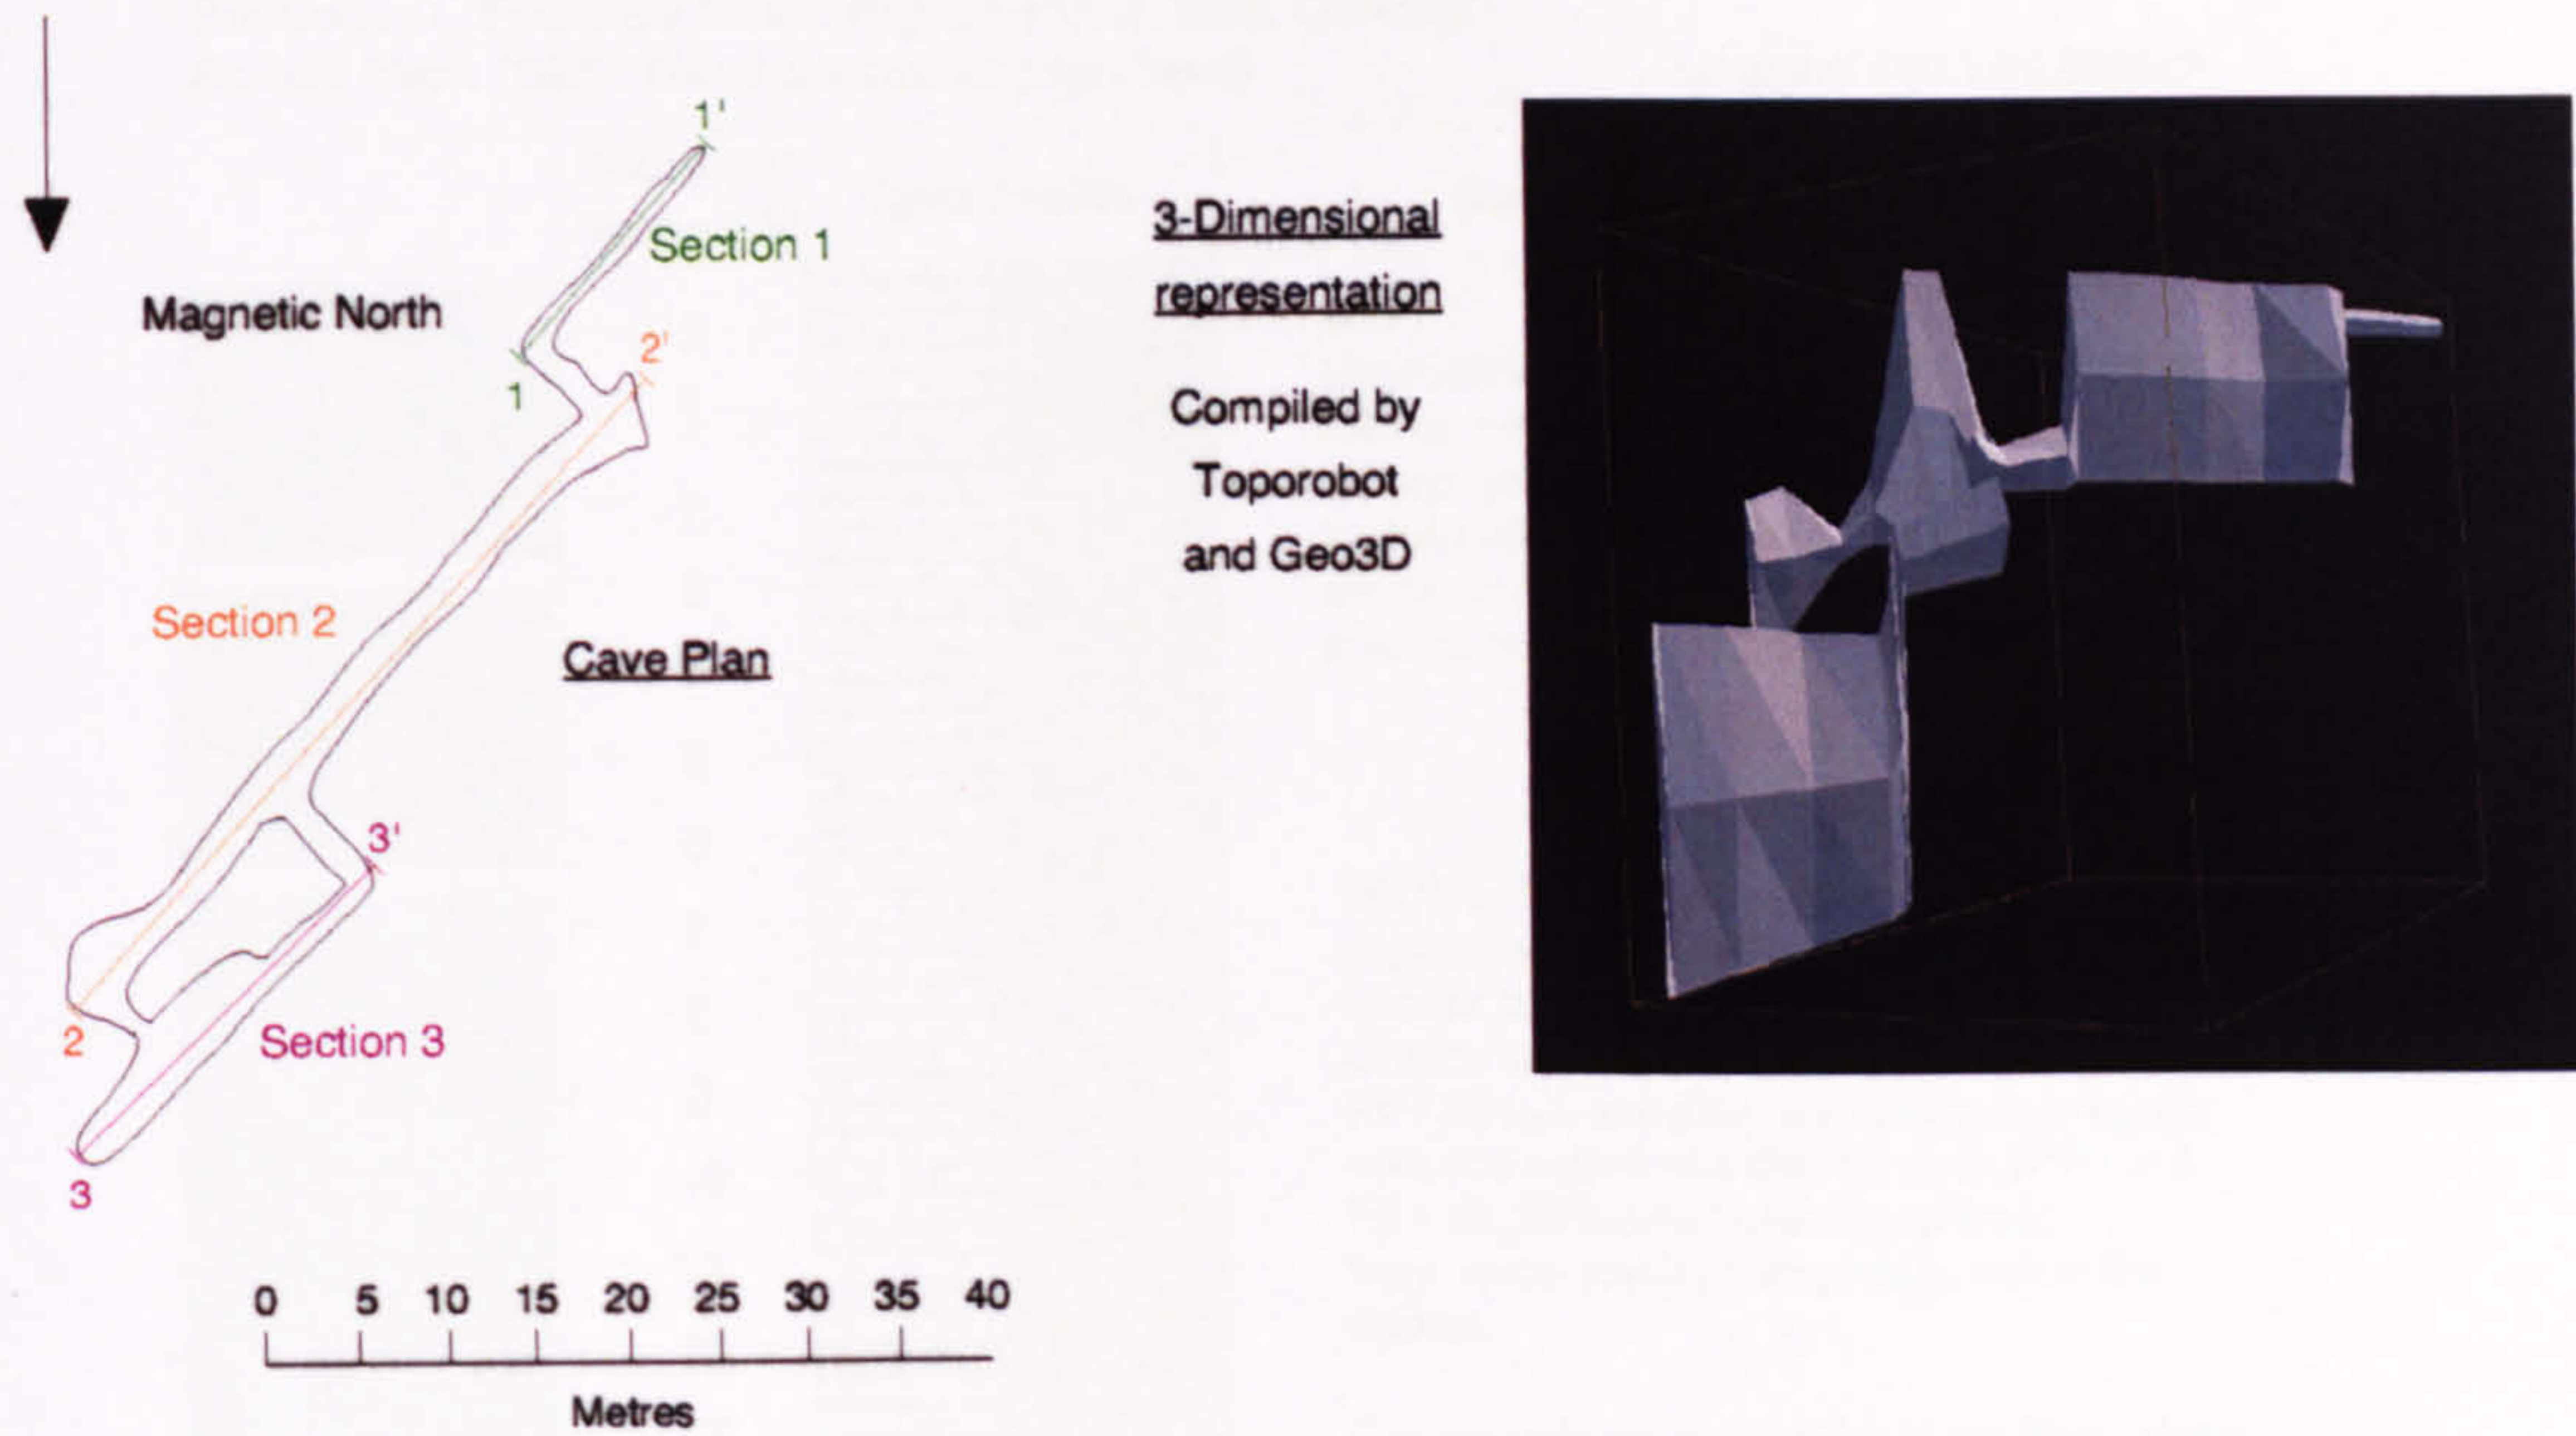 1'
Section 1
Magnetic North
1
2'
Section 2
Cave Plan
3'
2
Section 3
3
0 5 10 15 20 25 30 35 40
Metres
3-Dimensional
representation
Compiled by
Toporobot
and Geo3D